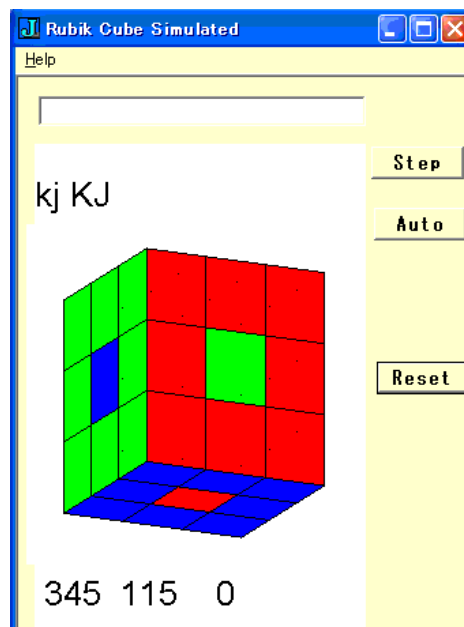 Rubik Cube Simulated
Help
Step
kj KJ
Auto
Reset
345 115 0